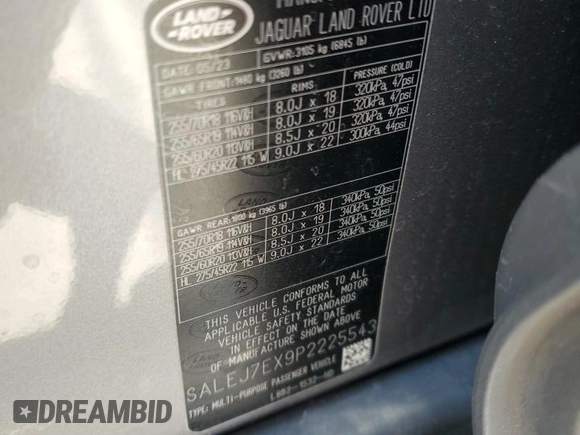 LAND
ROVER
JAGUAR LAND ROVER LTD
DATE: 05/23 GVWR: 3105 kg (6845 lb)
GAWR FRONT: 1480 kg (3260 lb)
TIRES RIMS PRESSURE (COLD)
255/70R18 116V&H 8.0J x 18 320kPa, 47psi
255/65R19 114V&H 8.0J x 19 320kPa, 47psi
255/60R20 113V&H 8.5J x 20 320kPa, 47psi
HL 275/45R22 115 W 9.0J x 22 300kPa, 44psi
GAWR REAR: 1800 kg (3965 lb)
255/70R18 116V&H 8.0J x 18 340kPa, 50psi
255/65R19 114V&H 8.0J x 19 340kPa, 50psi
255/60R20 113V&H 8.5J x 20 340kPa, 50psi
HL 275/45R22 115 W 9.0J x 22 340kPa, 50psi
THIS VEHICLE CONFORMS TO ALL
APPLICABLE U.S. FEDERAL MOTOR
VEHICLE SAFETY STANDARDS
IN EFFECT ON THE DATE OF
MANUFACTURE SHOWN ABOVE
SALEJ7EX9P2225543
TYPE: MULTI-PURPOSE PASSENGER VEHICLE
DREAMBID